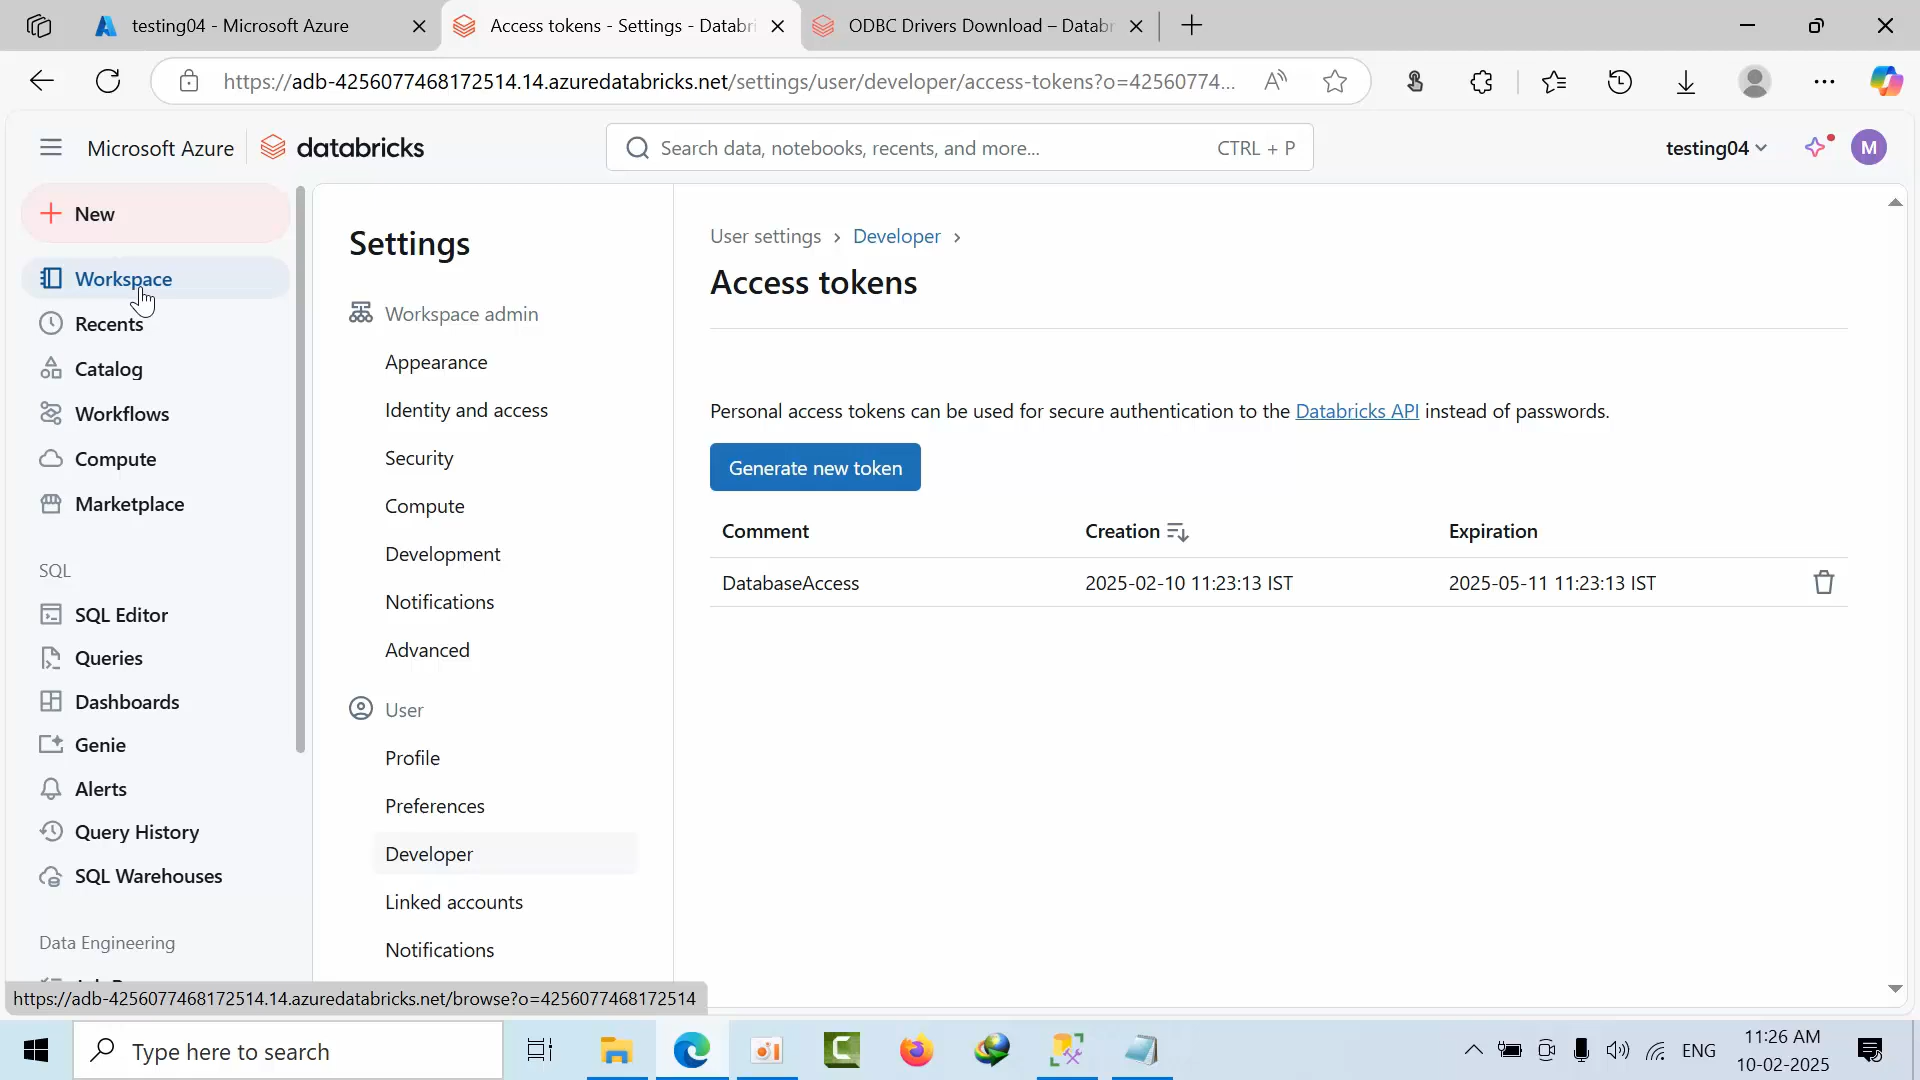 testing04 - Microsoft Azure
Access tokens - Settings - Databri
ODBC Drivers Download – Databr
https://adb-4256077468172514.14.azuredatabricks.net/settings/user/developer/access-tokens?o=42560774...
Microsoft Azure
databricks
Search data, notebooks, recents, and more...
CTRL + P
testing04
M
New
Workspace
Recents
Catalog
Workflows
Compute
Marketplace
SQL
SQL Editor
Queries
Dashboards
Genie
Alerts
Query History
SQL Warehouses
Data Engineering
Settings
Workspace admin
Appearance
Identity and access
Security
Compute
Development
Notifications
Advanced
User
Profile
Preferences
Developer
Linked accounts
Notifications
User settings › Developer ›
Access tokens
Personal access tokens can be used for secure authentication to the Databricks API instead of passwords.
Generate new token
Comment Creation Expiration
DatabaseAccess 2025-02-10 11:23:13 IST 2025-05-11 11:23:13 IST
https://adb-4256077468172514.14.azuredatabricks.net/browse?o=4256077468172514
Type here to search
ENG
11:26 AM
10-02-2025